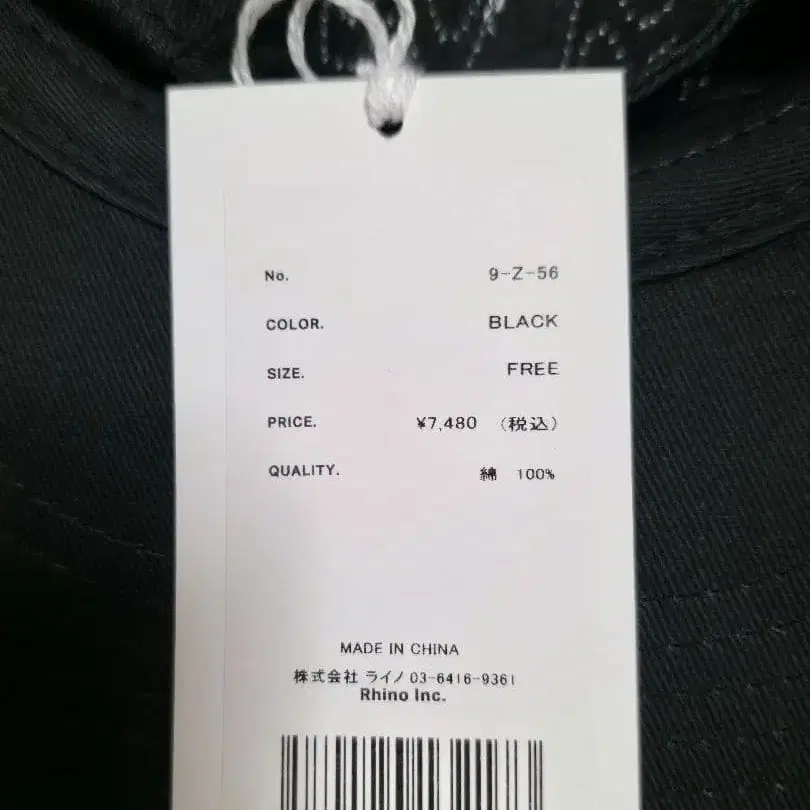 No. 9-Z-56
COLOR. BLACK
SIZE. FREE
PRICE. ¥7,480 (税込)
QUALITY. 綿 100%
MADE IN CHINA
株式会社 ライノ 03-6416-9361
Rhino Inc.